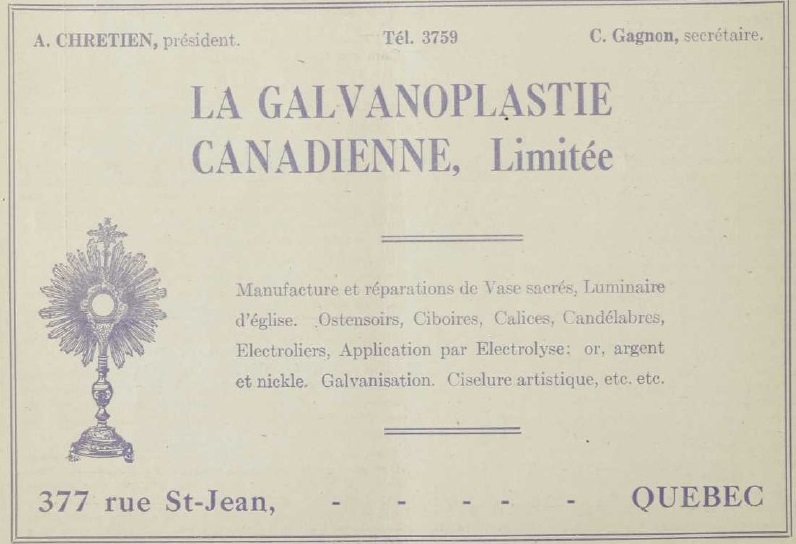 A. CHRETIEN, président. Tél. 3759 C. Gagnon, secrétaire.
LA GALVANOPLASTIE
CANADIENNE, Limitée
Manufacture et réparations de Vase sacrés, Luminaire
d'église. Ostensoirs, Ciboires, Calices, Candélabres,
Electroliers, Application par Electrolyse: or, argent
et nickle. Galvanisation. Ciselure artistique, etc. etc.
377 rue St-Jean, - - - - - QUEBEC